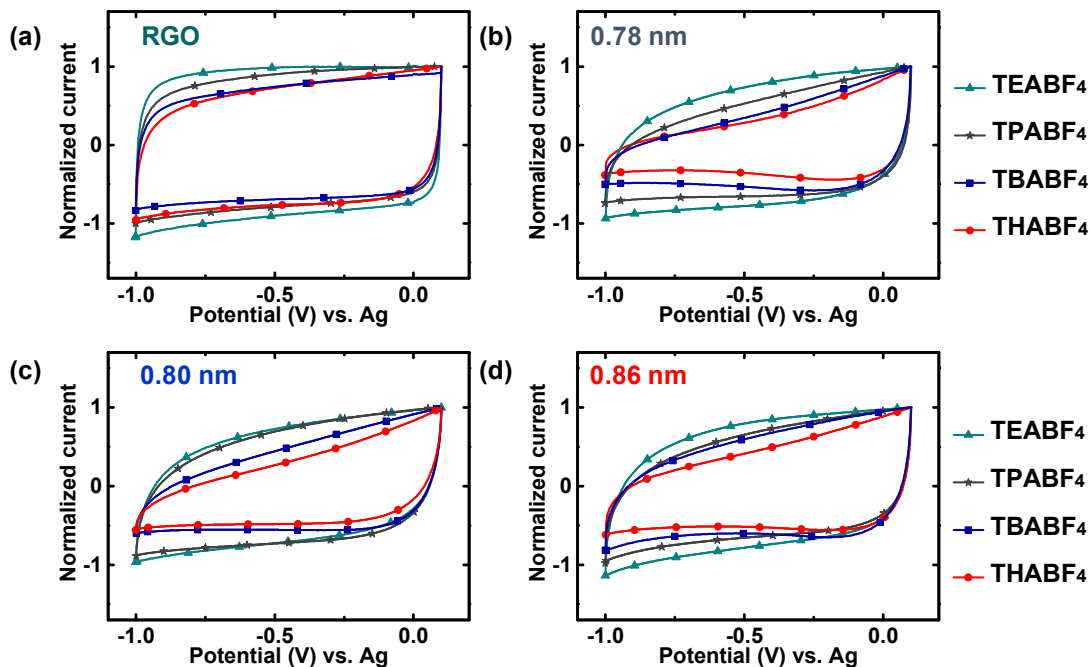 (a)
RGO
Normalized current
1
0
-1
-1.0
-0.5
0.0
Potential (V) vs. Ag
(b)
0.78 nm
Normalized current
1
0
-1
-1.0
-0.5
0.0
Potential (V) vs. Ag
TEABF4
TPABF4
TBABF4
THABF4
(c)
0.80 nm
Normalized current
1
0
-1
-1.0
-0.5
0.0
Potential (V) vs. Ag
(d)
0.86 nm
Normalized current
1
0
-1
-1.0
-0.5
0.0
Potential (V) vs. Ag
TEABF4
TPABF4
TBABF4
THABF4